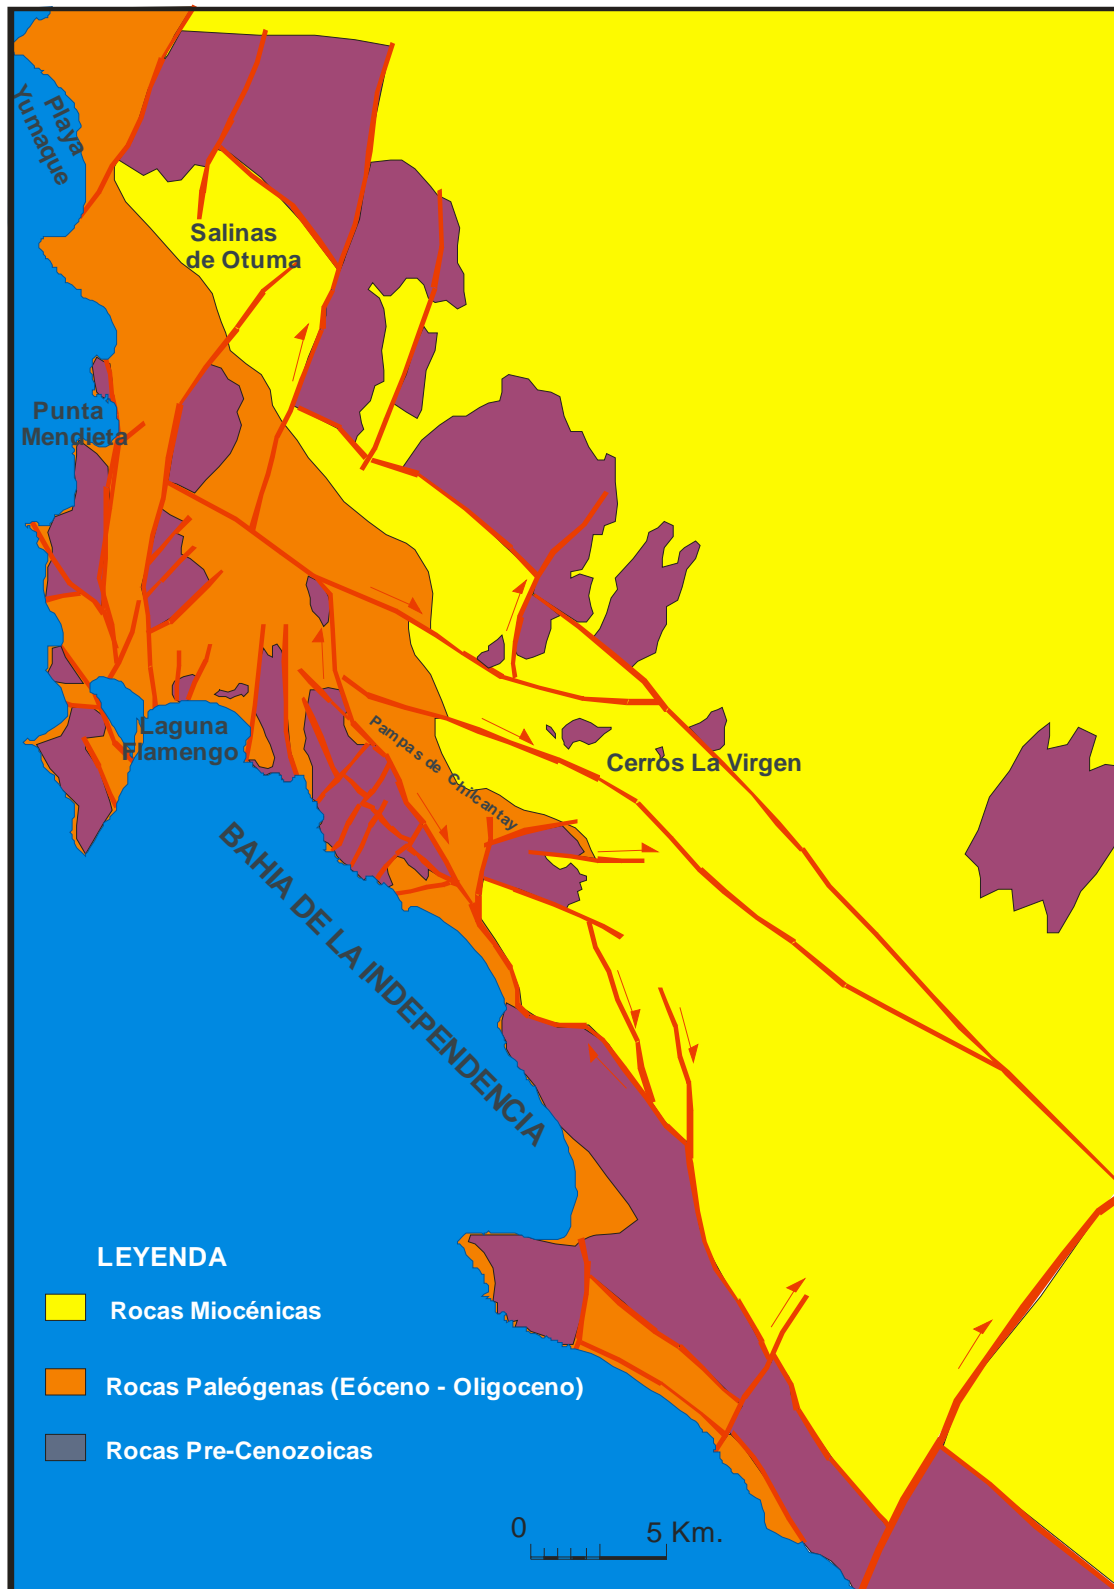 Playa
Yumaque
Salinas
de Otuma
Punta
Mendieta
Laguna
Flamengo
Pampas de Chilcantay
Cerros La Virgen
BAHIA DE LA INDEPENDENCIA
LEYENDA
Rocas Miocénicas
Rocas Paleógenas (Eóceno - Oligoceno)
Rocas Pre-Cenozoicas
0 5 Km.